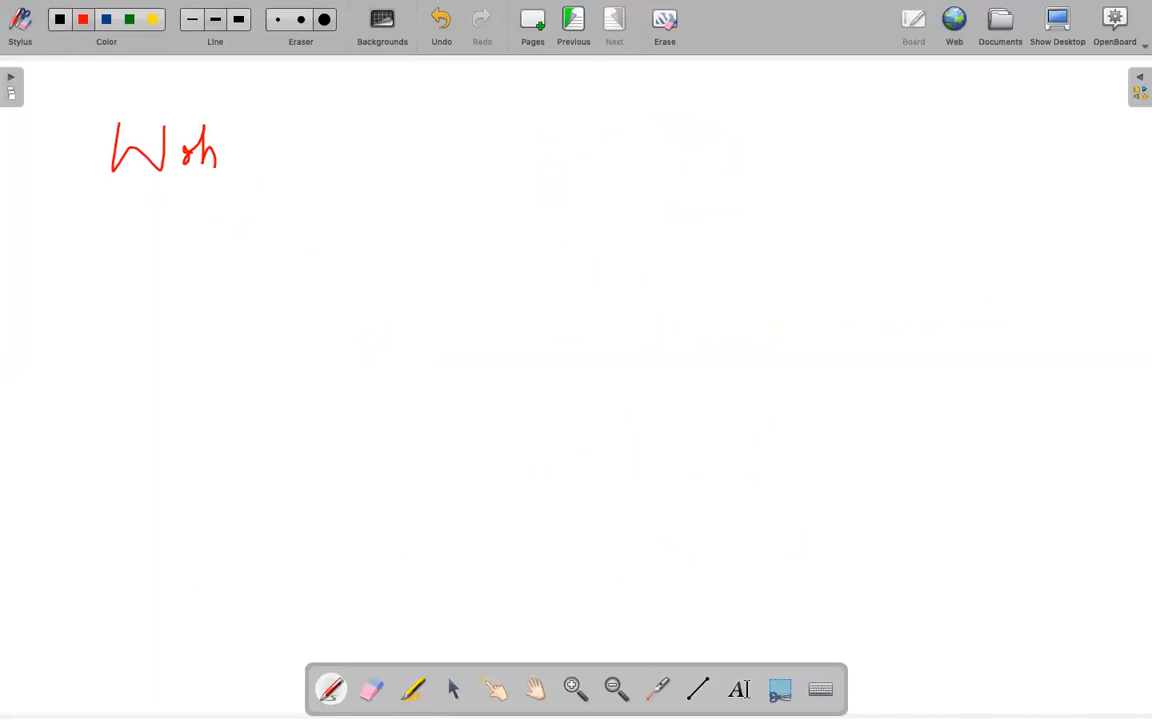 Stylus
Color
Line
Eraser
Backgrounds
Undo
Redo
Pages
Previous
Next
Erase
Board
Web
Documents
Show Desktop
OpenBoard